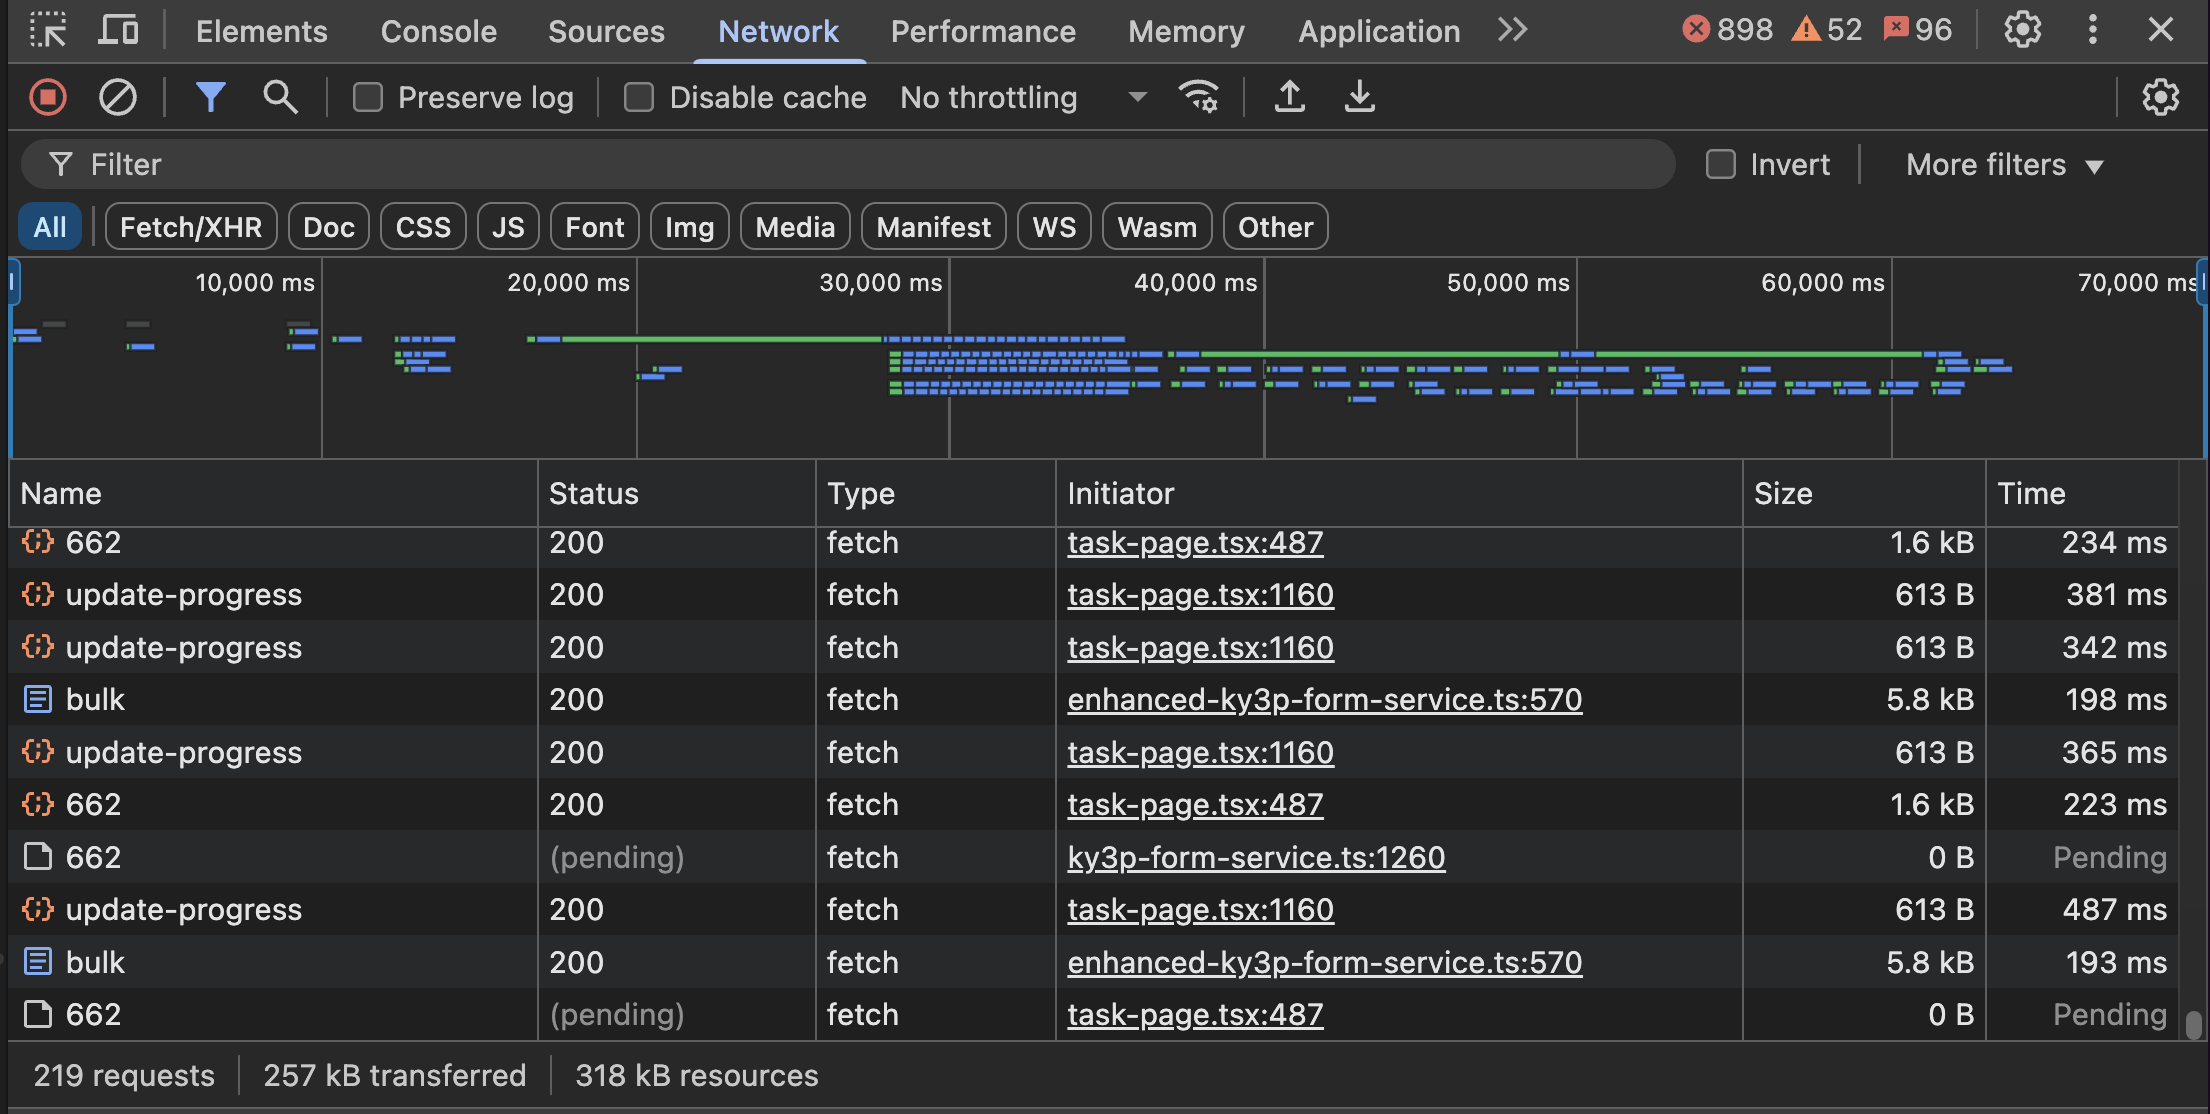 Elements Console Sources Network Performance Memory Application 898 52 96
Preserve log Disable cache No throttling
Filter Invert More filters
All Fetch/XHR Doc CSS JS Font Img Media Manifest WS Wasm Other
10,000 ms 20,000 ms 30,000 ms 40,000 ms 50,000 ms 60,000 ms 70,000 ms
Name Status Type Initiator Size Time
662 200 fetch task-page.tsx:487 1.6 kB 234 ms
update-progress 200 fetch task-page.tsx:1160 613 B 381 ms
update-progress 200 fetch task-page.tsx:1160 613 B 342 ms
bulk 200 fetch enhanced-ky3p-form-service.ts:570 5.8 kB 198 ms
update-progress 200 fetch task-page.tsx:1160 613 B 365 ms
662 200 fetch task-page.tsx:487 1.6 kB 223 ms
662 (pending) fetch ky3p-form-service.ts:1260 0 B Pending
update-progress 200 fetch task-page.tsx:1160 613 B 487 ms
bulk 200 fetch enhanced-ky3p-form-service.ts:570 5.8 kB 193 ms
662 (pending) fetch task-page.tsx:487 0 B Pending
219 requests 257 kB transferred 318 kB resources